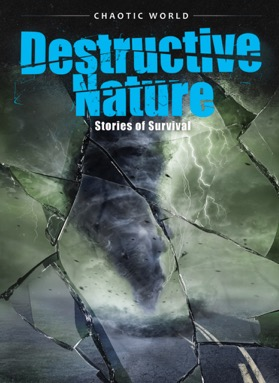 CHAOTIC WORLD
Destructive
Nature
Stories of Survival